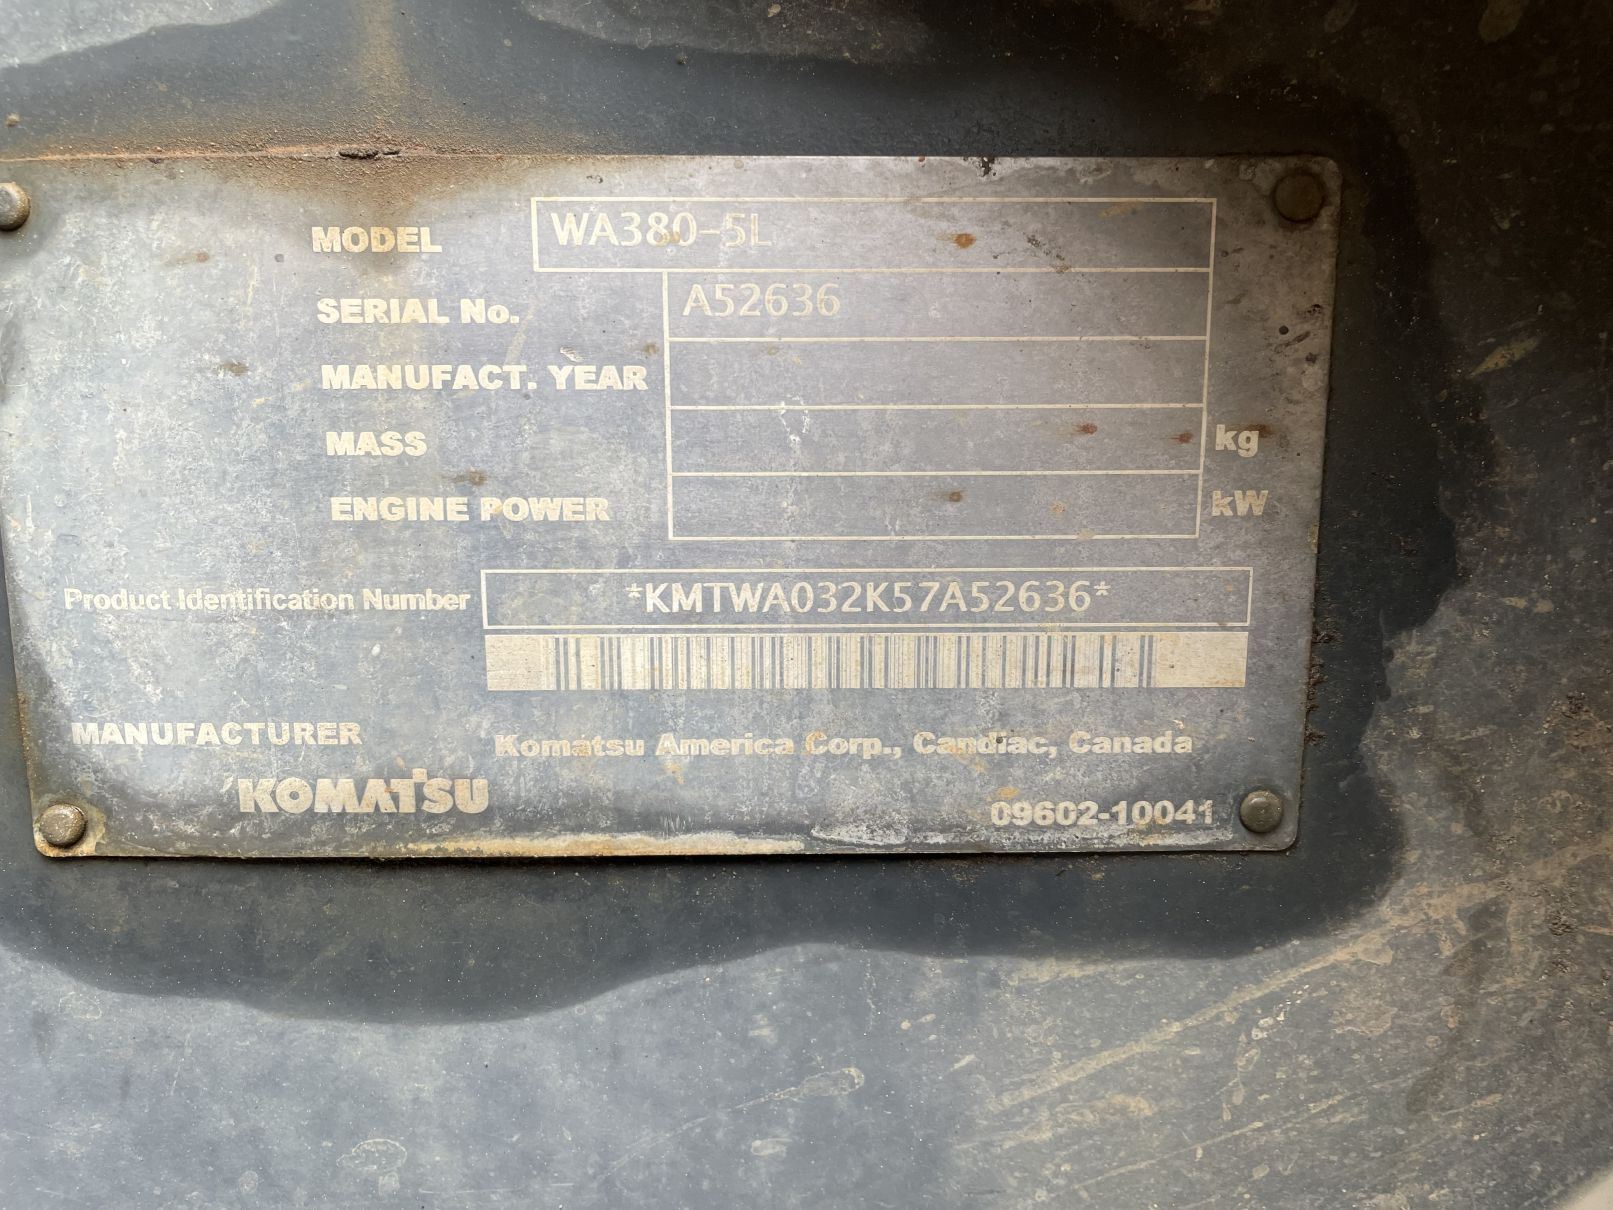 MODEL WA380-5L
SERIAL No. A52636
MANUFACT. YEAR
MASS kg
ENGINE POWER kW
Product Identification Number *KMTWA032K57A52636*
MANUFACTURER Komatsu America Corp., Candiac, Canada
KOMATSU
09602-10041